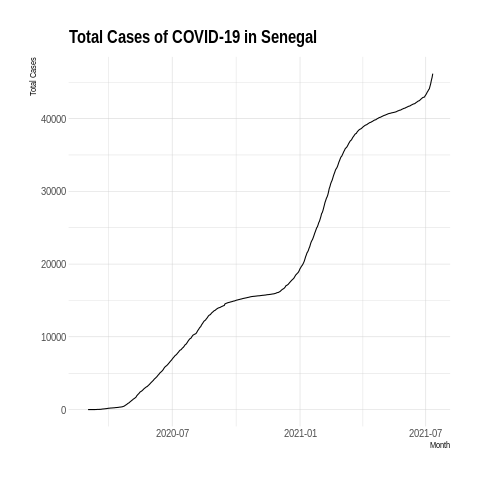 Total Cases of COVID-19 in Senegal
Total Cases
40000
30000
20000
10000
0
2020-07
2021-01
2021-07
Month